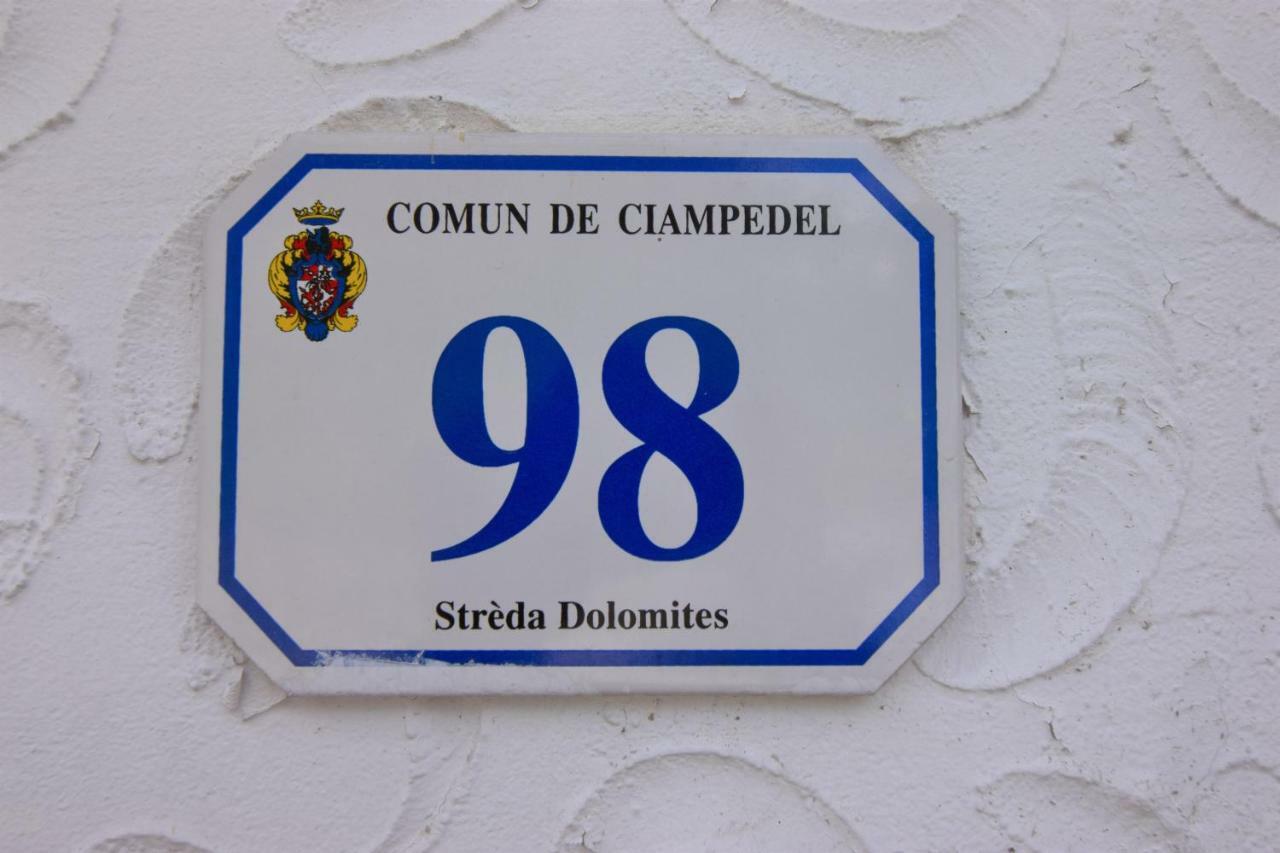 COMUN DE CIAMPEDEL
98
Strèda Dolomites